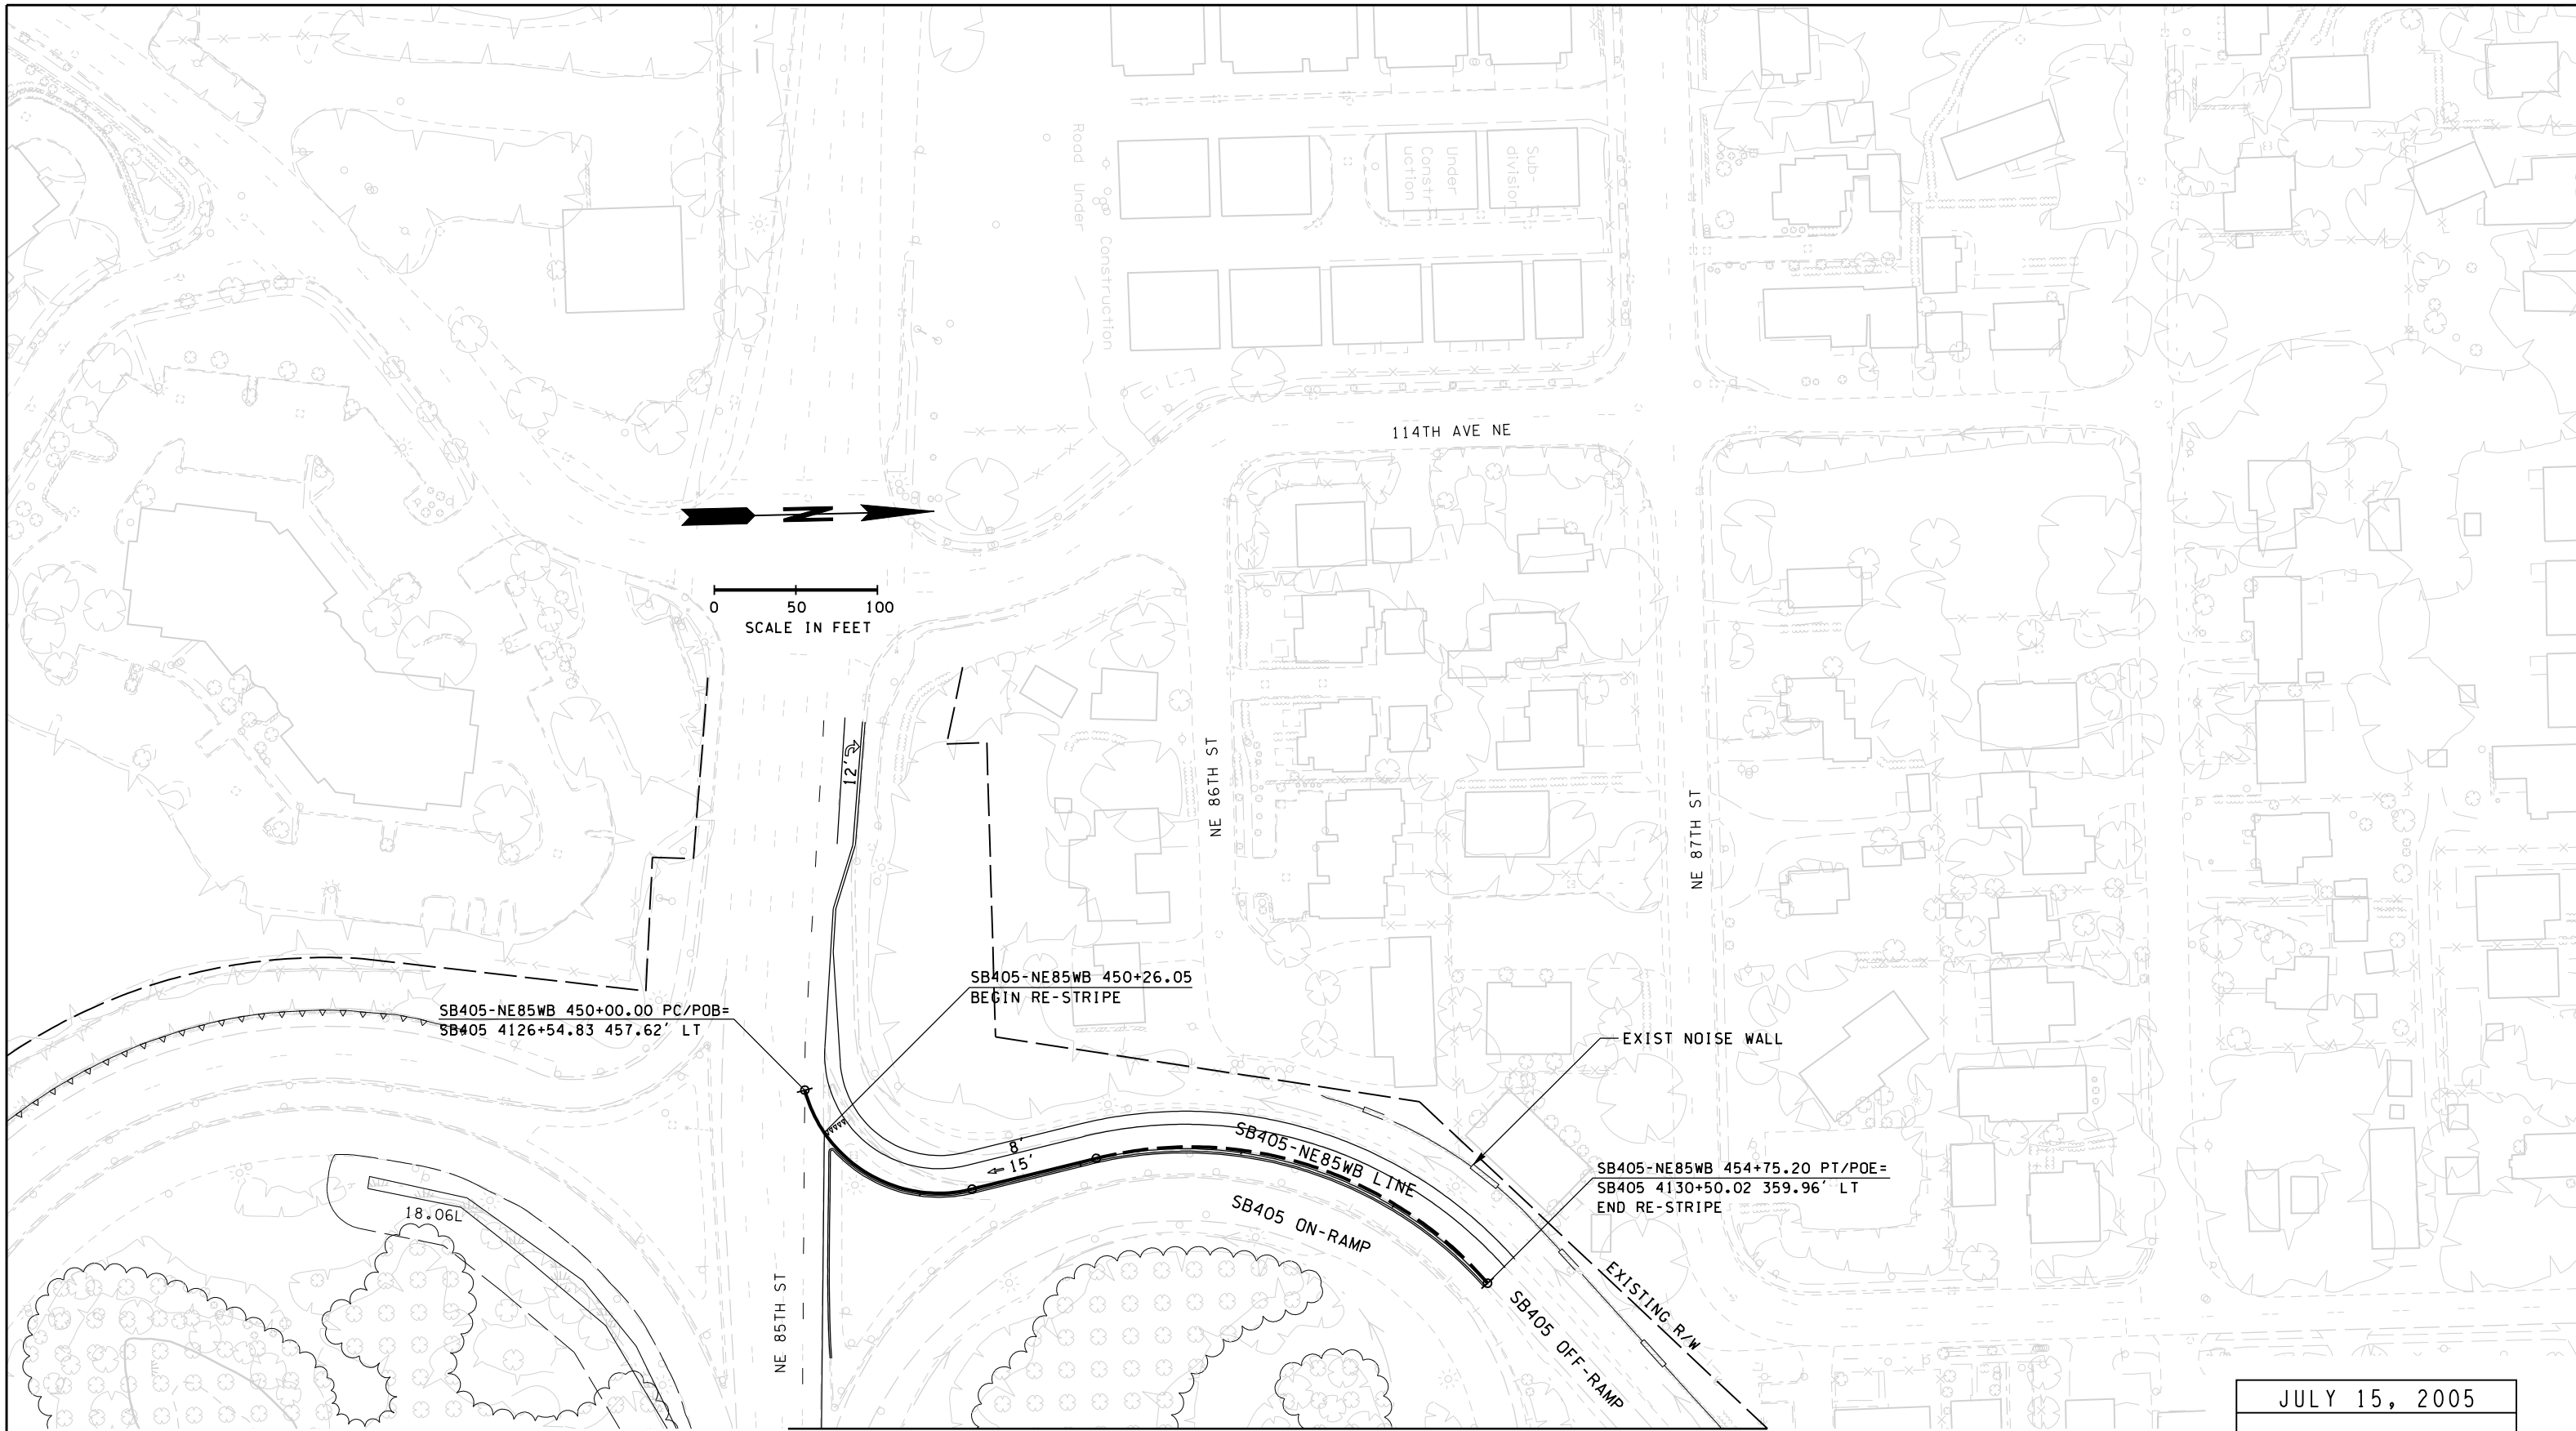 Road Under
Construction
Under
Constr
uction
Sub-
division
114TH AVE NE
N
0 50 100
SCALE IN FEET
12'
NE 86TH ST
NE 87TH ST
SB405-NE85WB 450+26.05
BEGIN RE-STRIPE
SB405-NE85WB 450+00.00 PC/POB=
SB405 4126+54.83 457.62' LT
EXIST NOISE WALL
8'
15'
SB405-NE85WB LINE
SB405-NE85WB 454+75.20 PT/POE=
SB405 4130+50.02 359.96' LT
END RE-STRIPE
SB405 ON-RAMP
18.06L
NE 85TH ST
EXISTING R/W
SB405 OFF-RAMP
JULY 15, 2005